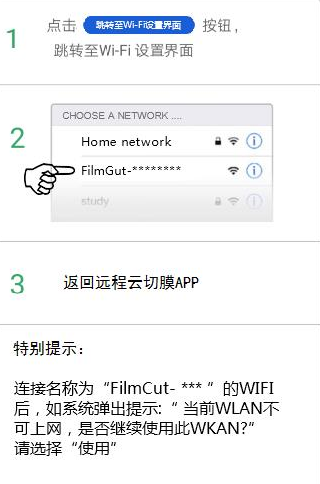 1 点击 跳转至Wi-Fi设置界面 按钮,
跳转至Wi-Fi 设置界面
2
CHOOSE A NETWORK ....
Home network
FilmGut-********
study
3 返回远程云切膜APP
特别提示：
连接名称为“FilmCut- *** ”的WIFI
后，如系统弹出提示:“ 当前WLAN不
可上网，是否继续使用此WKAN?”
请选择“使用”